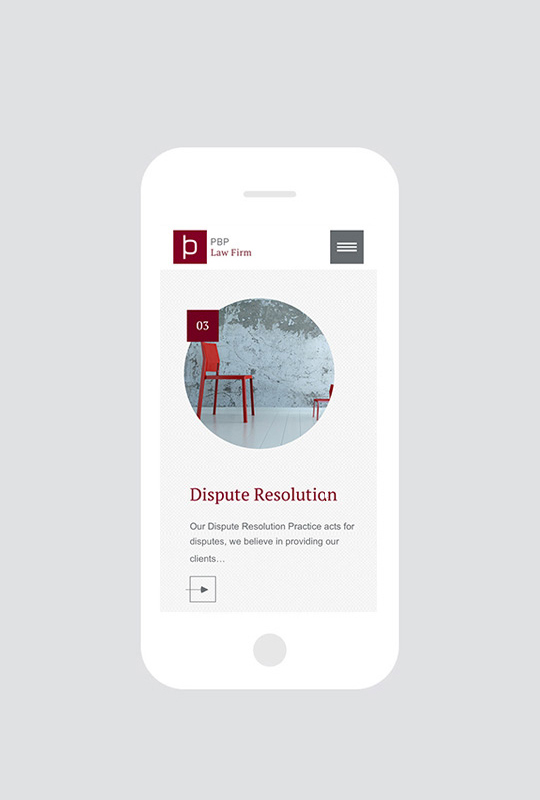 PBP
Law Firm
03
Dispute Resolution
Our Dispute Resolution Practice acts for
disputes, we believe in providing our
clients...